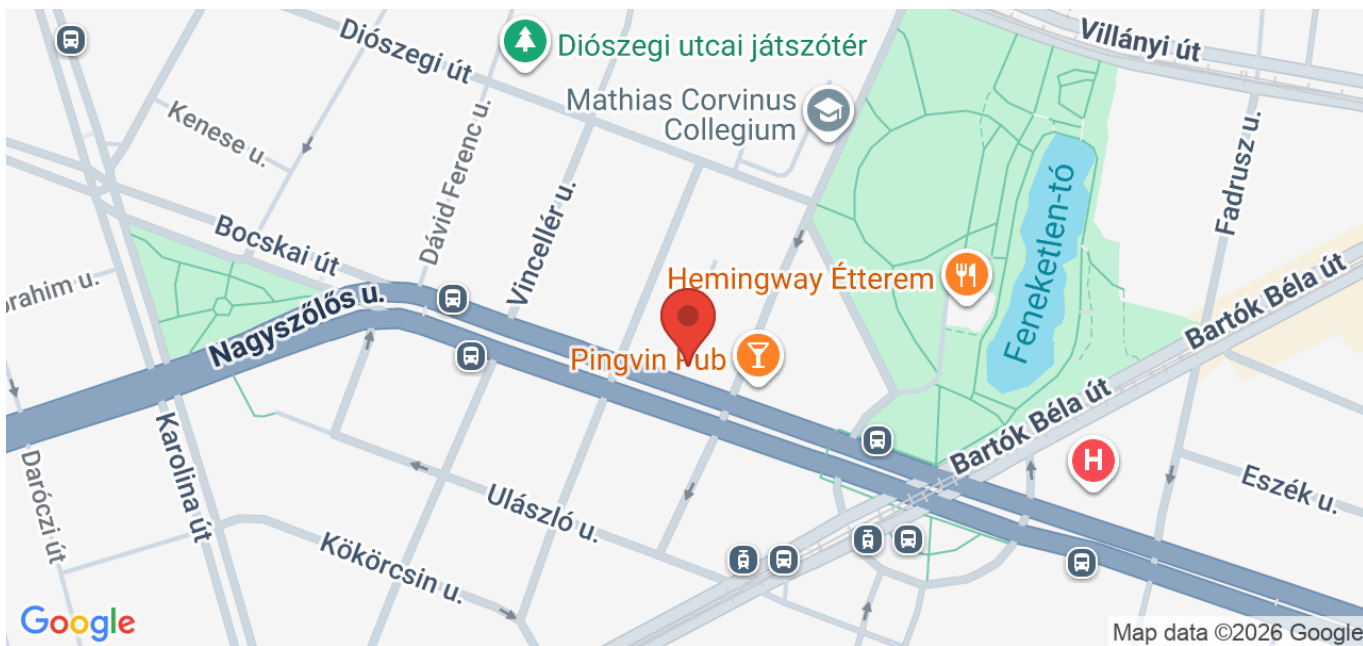 Diószegi út
Diószegi utcai játszótér
Villányi út
Mathias Corvinus
Collegium
Kenese u.
Dávid Ferenc u.
Vincellér u.
Fadrusz u.
Feneketlen-tó
Bocskai út
Hemingway Étterem
Bartók Béla út
Nagyszőlős u.
Pingvin Pub
Bartók Béla út
H
Karolina út
Daróczi út
Ulászló u.
Eszék u.
Kökörcsin u.
Google
Map data ©2026 Google